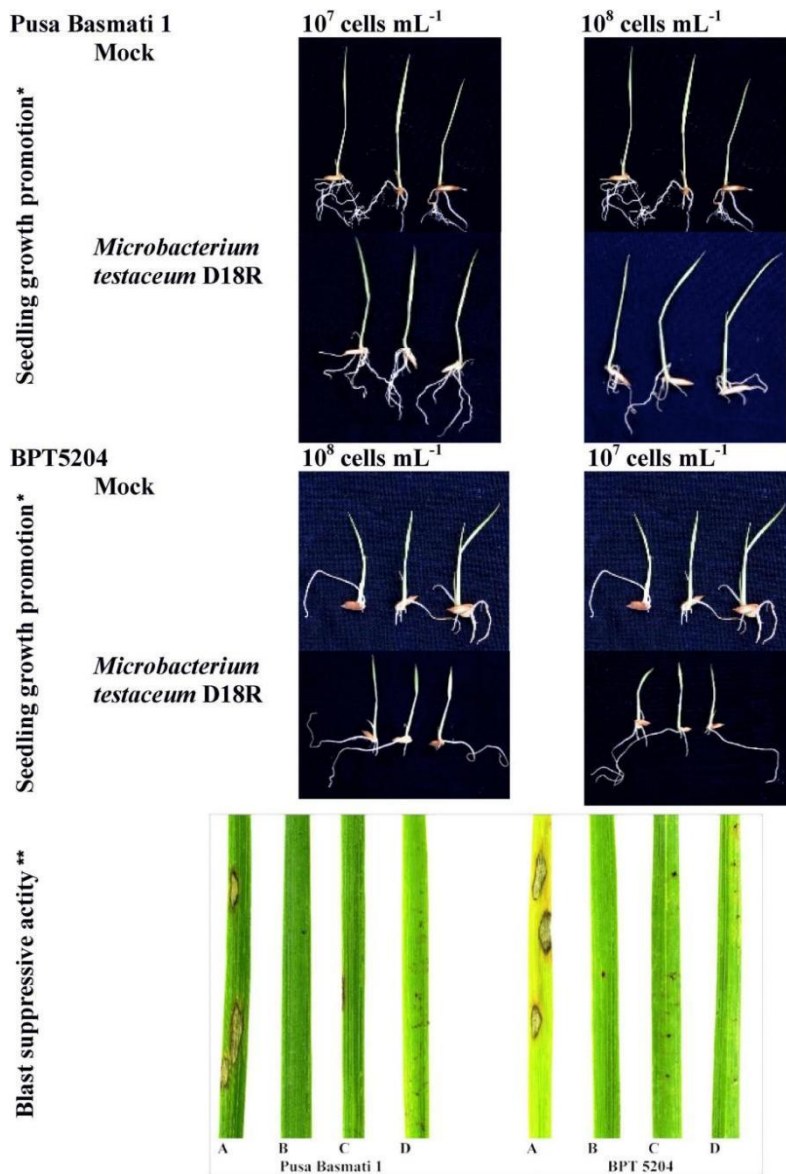 Pusa Basmati 1 10⁷ cells mL⁻¹ 10⁸ cells mL⁻¹
Mock
Seedling growth promotion*
Microbacterium
testaceum D18R
BPT5204 10⁸ cells mL⁻¹ 10⁷ cells mL⁻¹
Mock
Seedling growth promotion*
Microbacterium
testaceum D18R
Blast suppressive actity **
A B C D A B C D
Pusa Basmati 1 BPT 5204